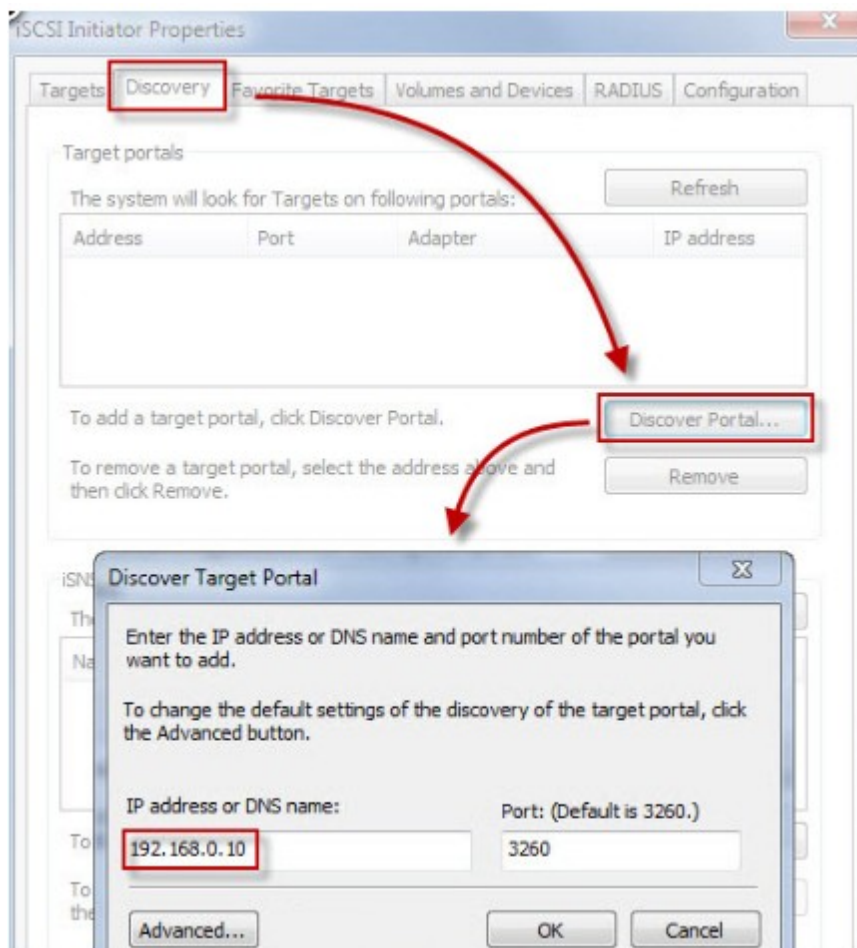 iSCSI Initiator Properties
Targets Discovery Favorite Targets Volumes and Devices RADIUS Configuration
Target portals
The system will look for Targets on following portals:
Refresh
Address Port Adapter IP address
To add a target portal, click Discover Portal.
Discover Portal...
To remove a target portal, select the address above and
then click Remove.
Remove
Discover Target Portal
Enter the IP address or DNS name and port number of the portal you
want to add.
To change the default settings of the discovery of the target portal, click
the Advanced button.
IP address or DNS name:
Port: (Default is 3260.)
192.168.0.10
3260
To
To
the
Advanced... OK Cancel